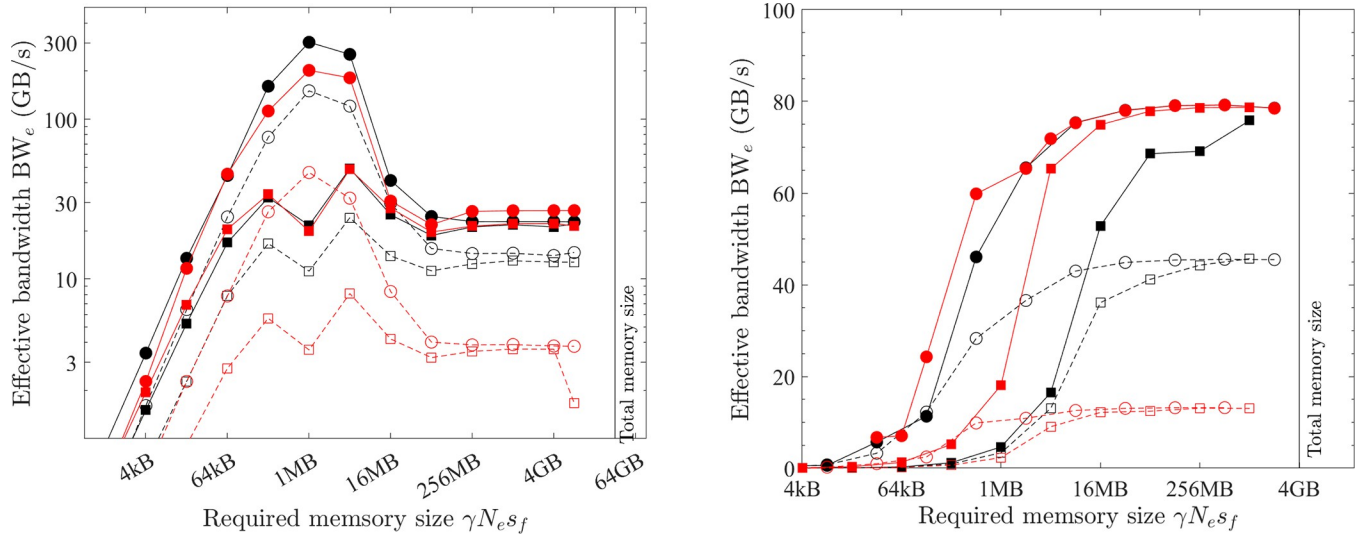 Effective bandwidth BWe (GB/s)
300
100
30
10
3
Total memory size
4kB
64kB
1MB
16MB
256MB
4GB
64GB
Required memsory size γNesf
Effective bandwidth BWe (GB/s)
100
80
60
40
20
0
Total memory size
4kB
64kB
1MB
16MB
256MB
4GB
Required memsory size γNesf